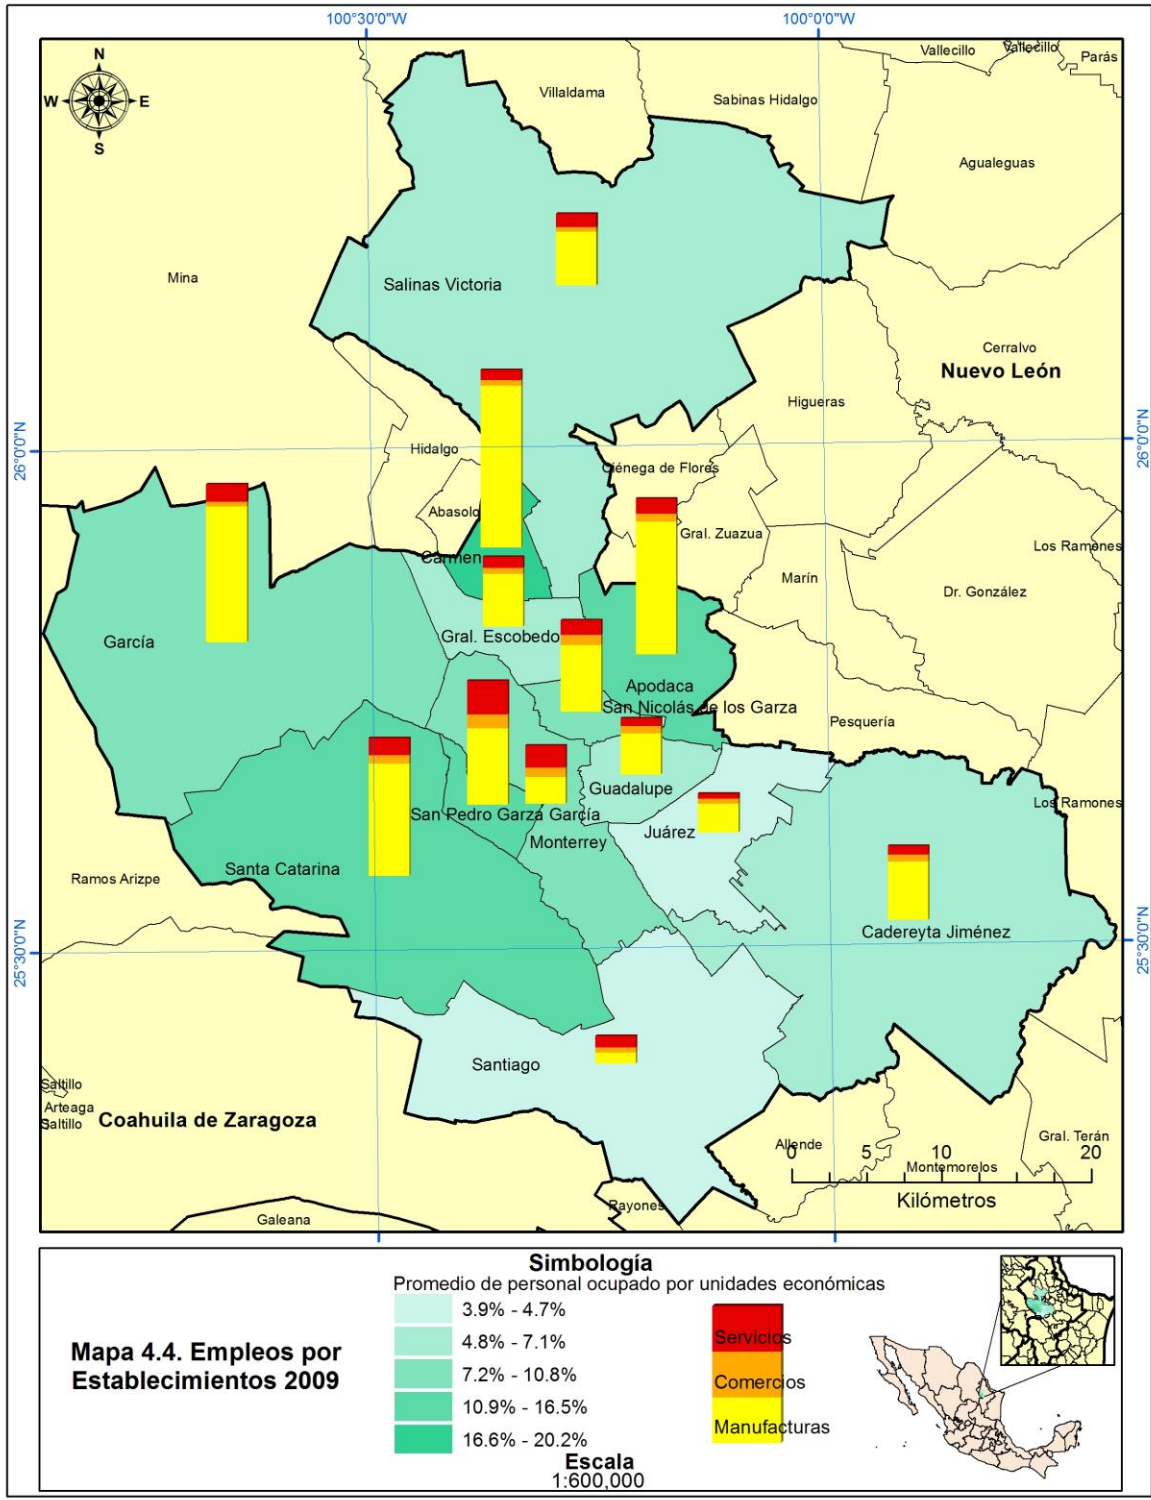 100°30'0"W
100°0'0"W
N
W
E
S
Villaldama
Sabinas Hidalgo
Vallecillo
Vallecillo
Parás
Agualeguas
Mina
Salinas Victoria
Cerralvo
Nuevo León
Higueras
26°0'0"N
26°0'0"N
Hidalgo
Ciénega de Flores
Abasolo
Gral. Zuazua
Los Ramones
Carmen
Marín
Dr. González
García
Gral. Escobedo
Apodaca
San Nicolás de los Garza
Pesquería
Guadalupe
Los Ramones
San Pedro Garza García
Juárez
Monterrey
Santa Catarina
Ramos Arizpe
Cadereyta Jiménez
25°30'0"N
25°30'0"N
Santiago
Saltillo
Arteaga
Saltillo
Coahuila de Zaragoza
Allende
Gral. Terán
0 5 10 20
Montemorelos
Kilómetros
Rayones
Galeana
Simbología
Promedio de personal ocupado por unidades económicas
3.9% - 4.7%
4.8% - 7.1%
7.2% - 10.8%
10.9% - 16.5%
16.6% - 20.2%
Servicios
Comercios
Manufacturas
Mapa 4.4. Empleos por
Establecimientos 2009
Escala
1:600,000